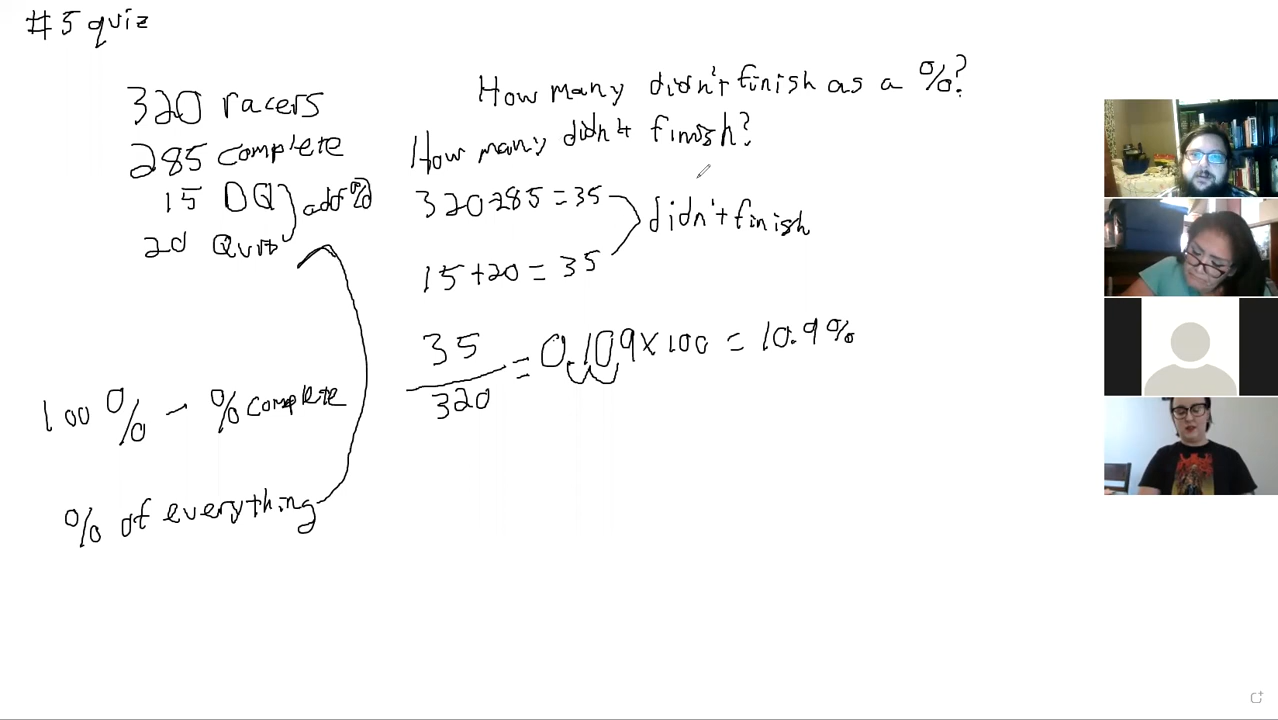 #5 quiz
320 racers
285 complete
15 DQ
20 Quit
add %
100% - % complete
% of everything
How many didn't finish as a %?
How many didn't finish?
320-285 = 35
15+20 = 35
didn't finish
35
320
= 0.109 x 100 = 10.9%